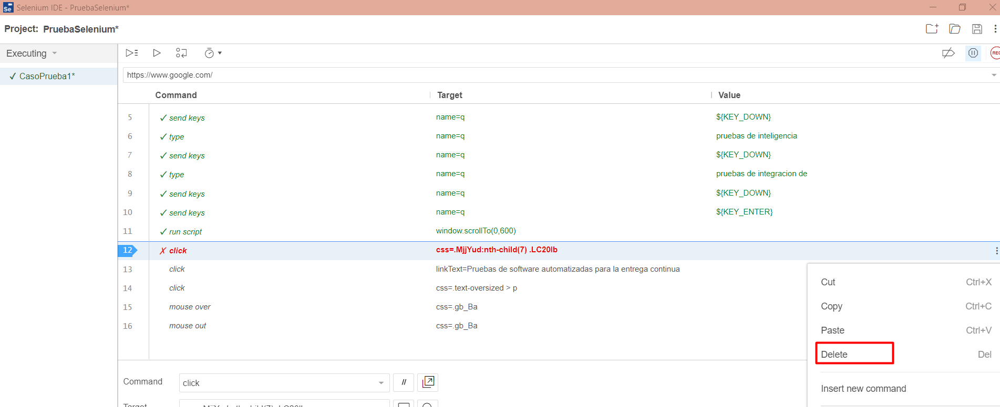 Selenium IDE - PruebaSelenium*
Project: PruebaSelenium*
Executing
✓ CasoPrueba1*
REC
https://www.google.com/
Command Target Value
5 ✓ send keys name=q ${KEY_DOWN}
6 ✓ type name=q pruebas de inteligencia
7 ✓ send keys name=q ${KEY_DOWN}
8 ✓ type name=q pruebas de integracion de
9 ✓ send keys name=q ${KEY_DOWN}
10 ✓ send keys name=q ${KEY_ENTER}
11 ✓ run script window.scrollTo(0,600)
12 ✗ click css=.MjjYud:nth-child(7) .LC20lb
13 click linkText=Pruebas de software automatizadas para la entrega continua
14 click css=.text-oversized > p
15 mouse over css=.gb_Ba
16 mouse out css=.gb_Ba
Cut Ctrl+X
Copy Ctrl+C
Paste Ctrl+V
Delete Del
Insert new command
Command click //
Target